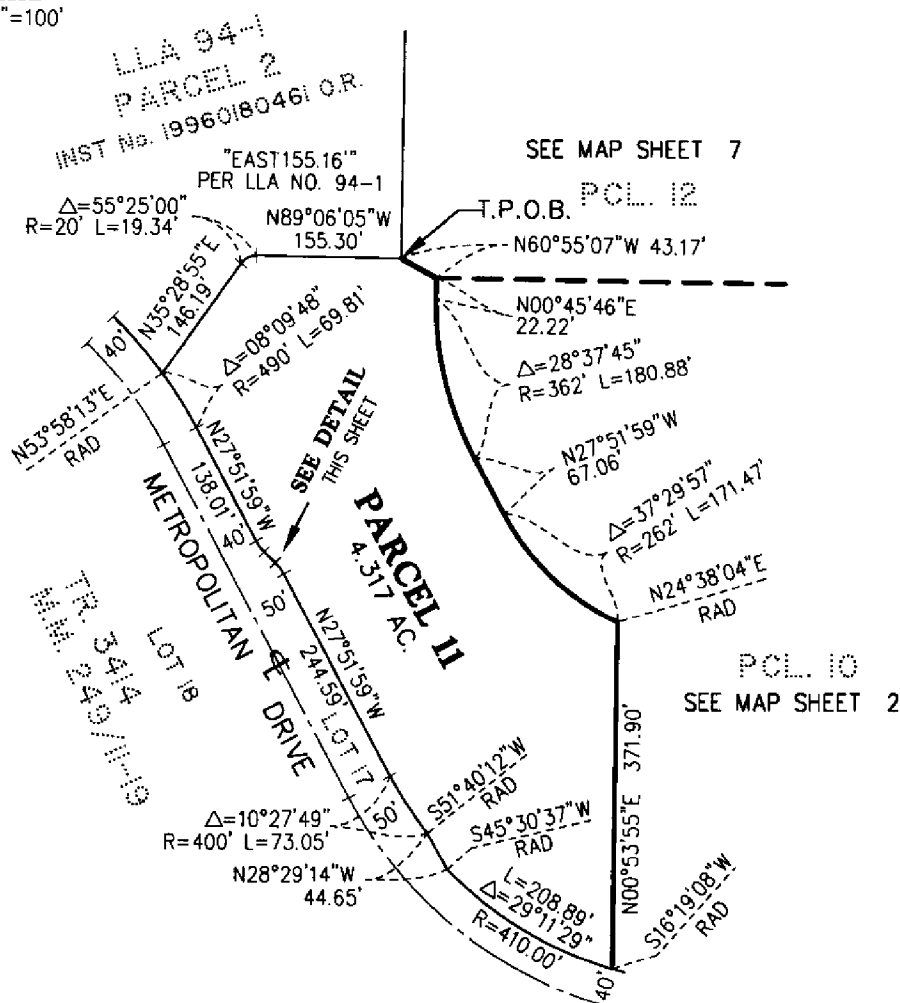 "=100'
LLA 94-1
PARCEL 2
INST No. 19960180461 O.R.
"EAST155.16'"
PER LLA NO. 94-1
SEE MAP SHEET 7
PCL. 12
Δ=55°25'00"
R=20' L=19.34'
N89°06'05"W
155.30'
T.P.O.B.
N60°55'07"W 43.17'
N35°28'55"E
146.19'
N00°45'46"E
22.22'
40'
Δ=08°09'48"
R=490' L=69.81'
Δ=28°37'45"
R=362' L=180.88'
N53°58'13"E
RAD
SEE DETAIL
THIS SHEET
N27°51'59"W
67.06'
N27°51'59"W
138.01'
40'
PARCEL 11
4.317 AC.
Δ=37°29'57"
R=262' L=171.47'
METROPOLITAN DRIVE
50'
N24°38'04"E
RAD
TR. 3414
M.M. 249/11-19
LOT 18
N27°51'59"W
244.59'
LOT 17
PCL. 10
SEE MAP SHEET 2
N00°53'55"E 371.90'
Δ=10°27'49"
R=400' L=73.05'
50'
S51°40'12"W
RAD
S45°30'37"W
RAD
N28°29'14"W
44.65'
L=208.89'
Δ=29°11'29"
R=410.00'
S16°19'08"W
RAD
40'